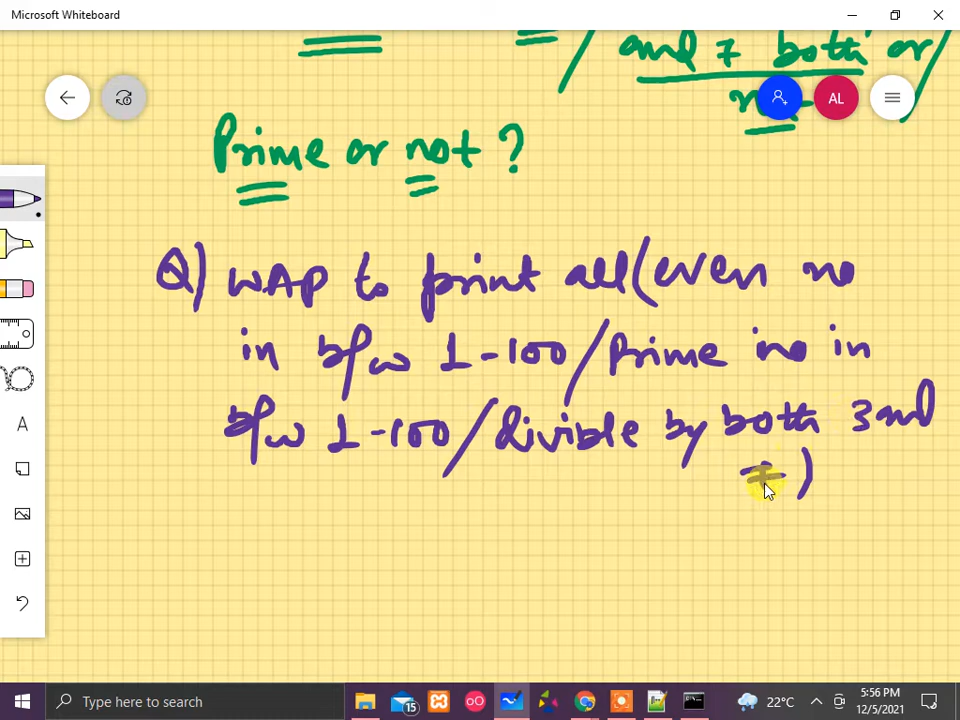 Microsoft Whiteboard
and 7 both or
AL
Prime or not ?
Q) WAP to print all (even no
in b/w 1-100/Prime no in
b/w 1-100/divible by both 3 and
7)
A
Type here to search
15
22°C
5:56 PM
12/5/2021